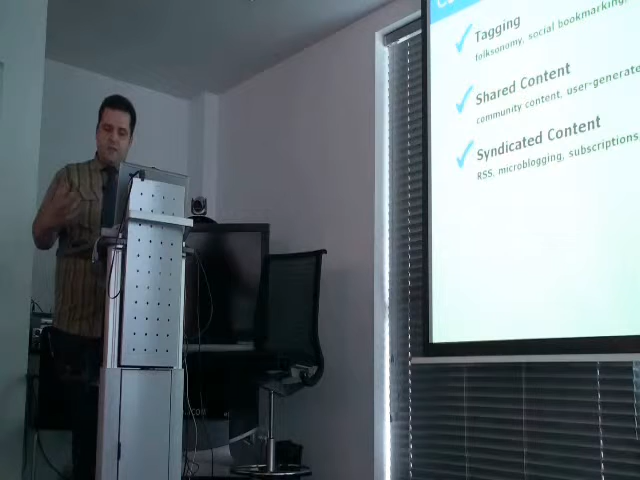 Tagging
folksonomy, social bookmarking,
Shared Content
community content, user-generate
Syndicated Content
RSS, microblogging, subscriptions,